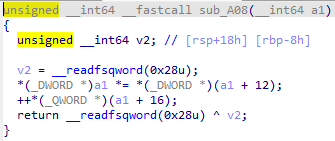 unsigned __int64 __fastcall sub_A08(__int64 a1)
{
unsigned __int64 v2; // [rsp+18h] [rbp-8h]
v2 = __readfsqword(0x28u);
*(_DWORD *)a1 *= *(_DWORD *)(a1 + 12);
++*(_QWORD *)(a1 + 16);
return __readfsqword(0x28u) ^ v2;
}